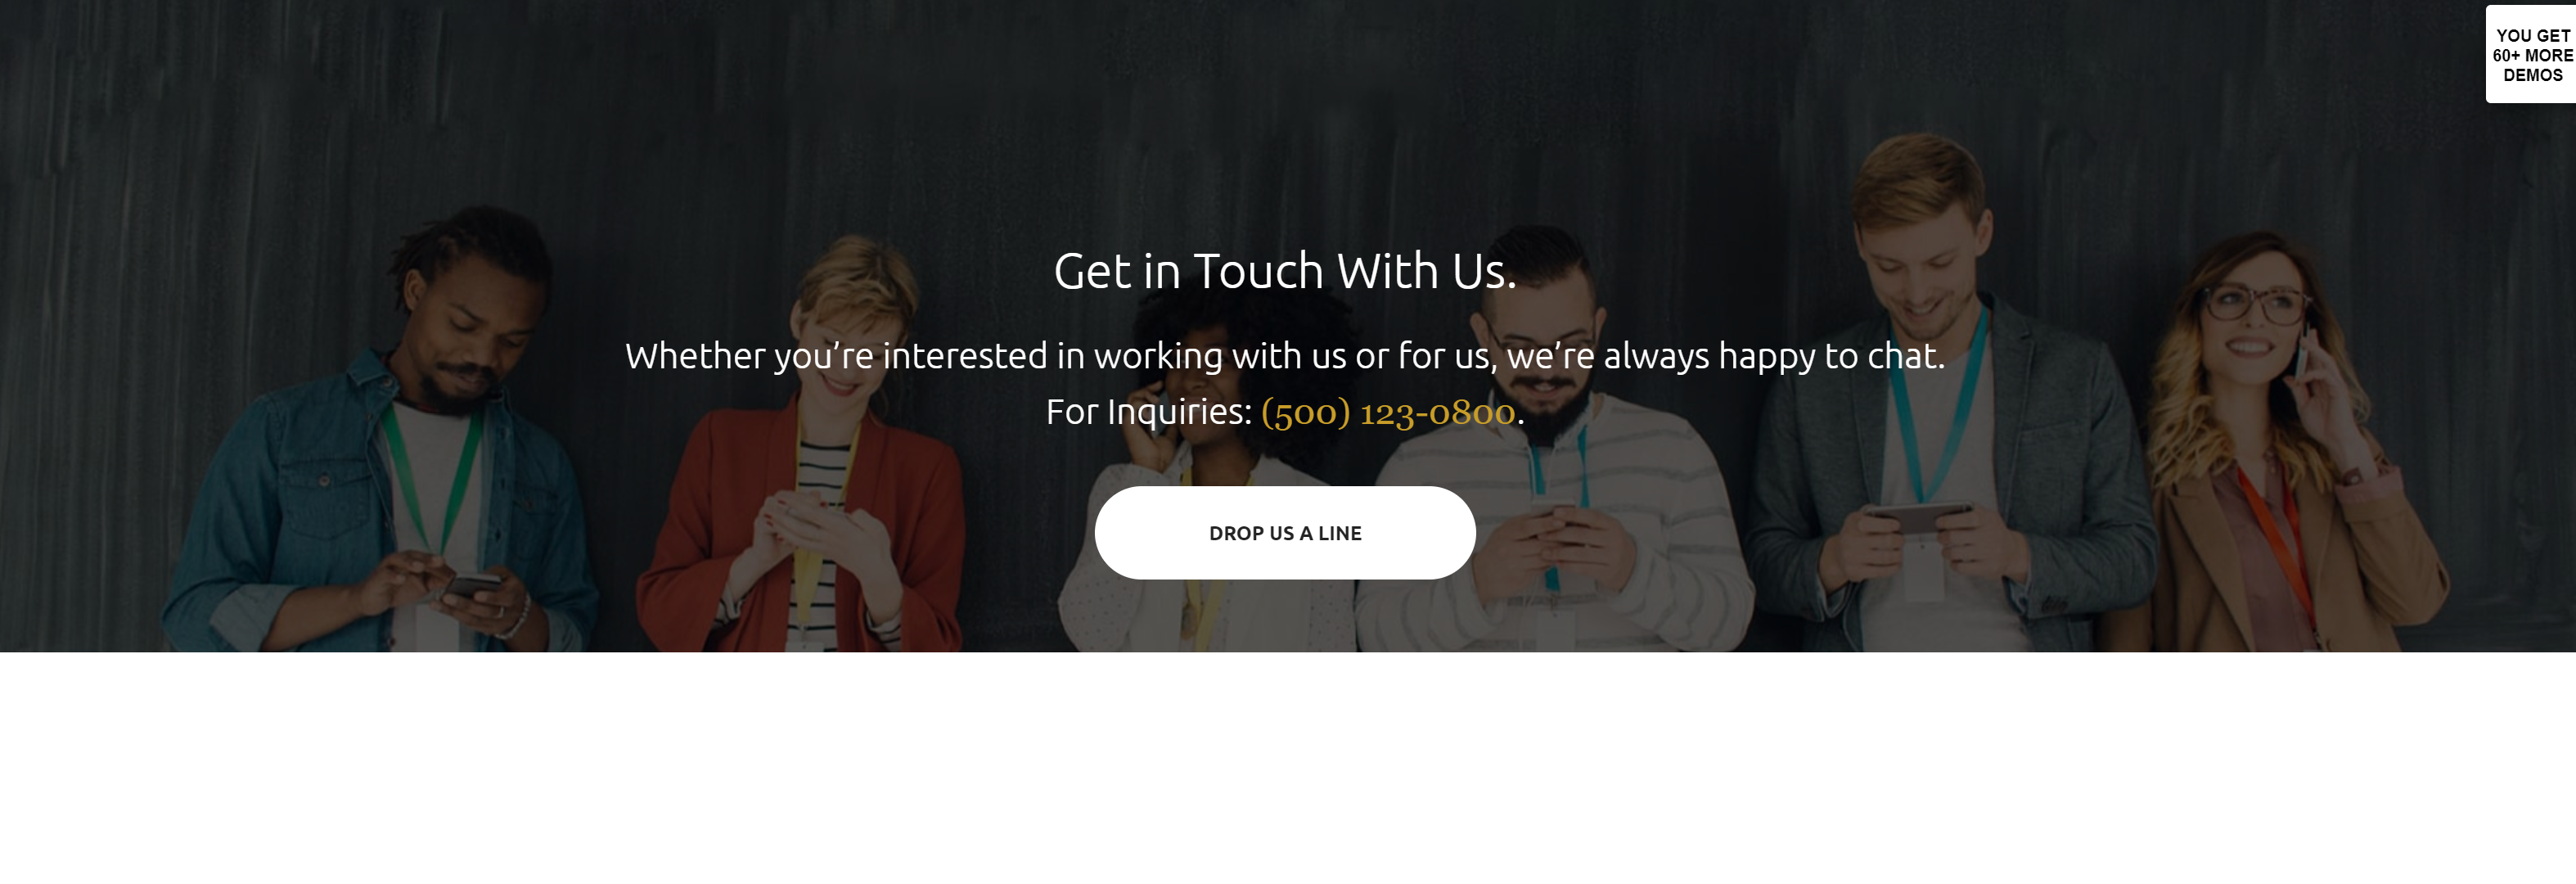 YOU GET
60+ MORE
DEMOS
Get in Touch With Us.
Whether you’re interested in working with us or for us, we’re always happy to chat.
For Inquiries: (500) 123-0800.
DROP US A LINE